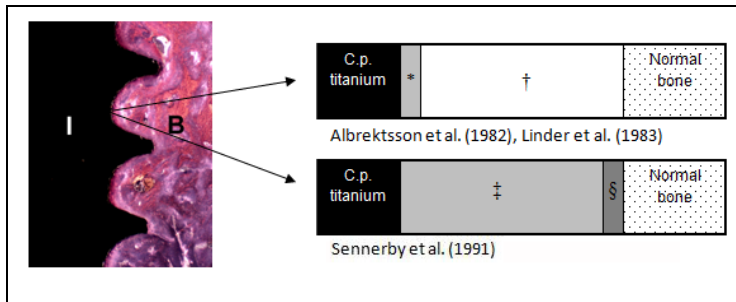 I
B
C.p.
titanium
*
†
Normal
bone
Albrektsson et al. (1982), Linder et al. (1983)
C.p.
titanium
‡
§
Normal
bone
Sennerby et al. (1991)